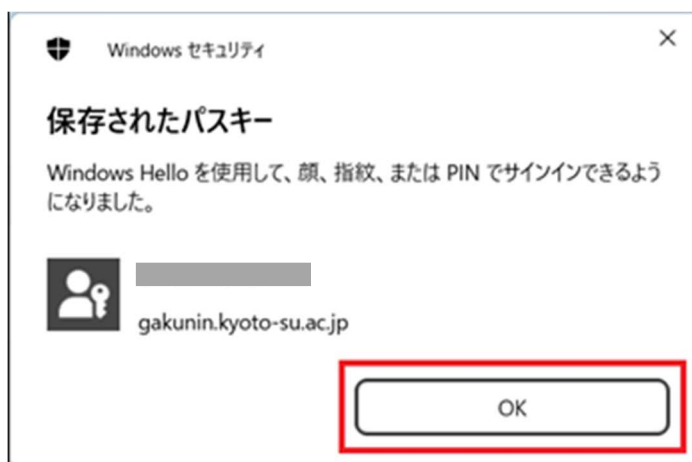 Windows セキュリティ
保存されたパスキー
Windows Hello を使用して、顔、指紋、または PIN でサインインできるよう
になりました。
gakunin.kyoto-su.ac.jp
OK